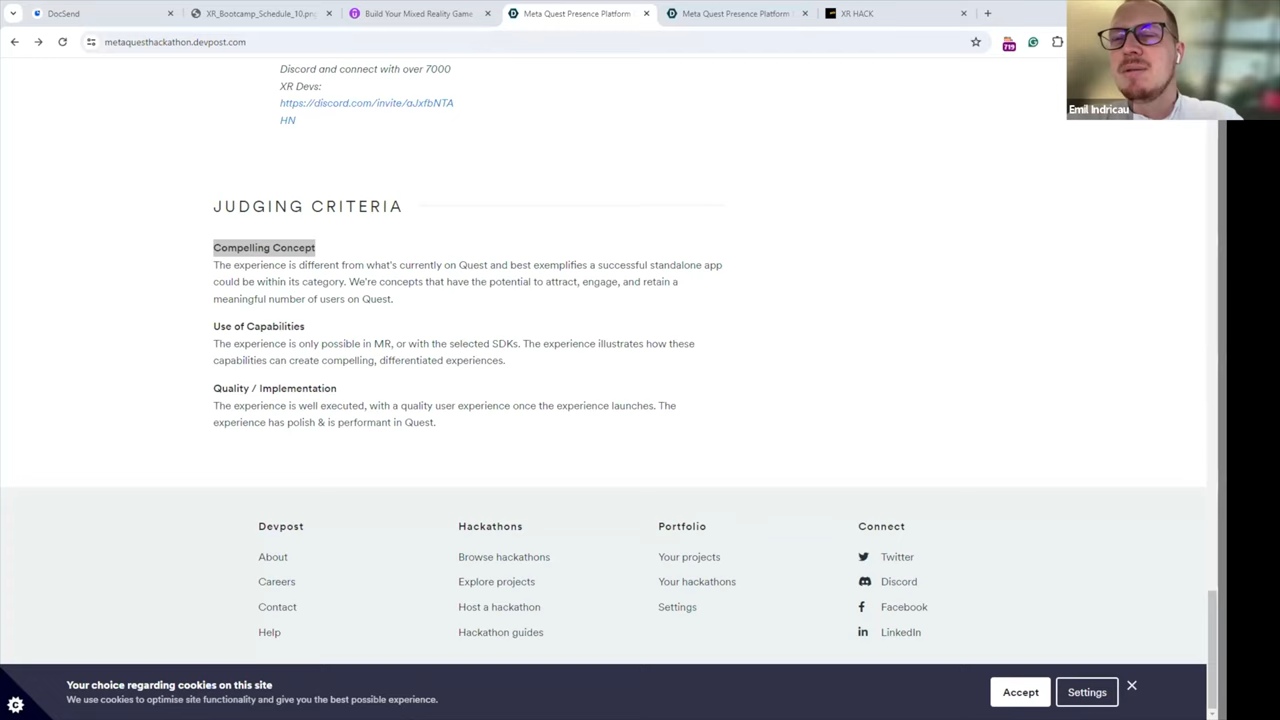 DocSend
XR_Bootcamp_Schedule_10.pn
Build Your Mixed Reality Game
Meta Quest Presence Platform
Meta Quest Presence Platform
XR HACK
metaquesthackathon.devpost.com
719
Emil Indricau
Discord and connect with over 7000
XR Devs:
https://discord.com/invite/aJxfbNTA
HN
JUDGING CRITERIA
Compelling Concept
The experience is different from what's currently on Quest and best exemplifies a successful standalone app
could be within its category. We're concepts that have the potential to attract, engage, and retain a
meaningful number of users on Quest.
Use of Capabilities
The experience is only possible in MR, or with the selected SDKs. The experience illustrates how these
capabilities can create compelling, differentiated experiences.
Quality / Implementation
The experience is well executed, with a quality user experience once the experience launches. The
experience has polish & is performant in Quest.
Devpost
Hackathons
Portfolio
Connect
About
Browse hackathons
Your projects
Twitter
Careers
Explore projects
Your hackathons
Discord
Contact
Host a hackathon
Settings
Facebook
Help
Hackathon guides
LinkedIn
Your choice regarding cookies on this site
We use cookies to optimise site functionality and give you the best possible experience.
Accept
Settings